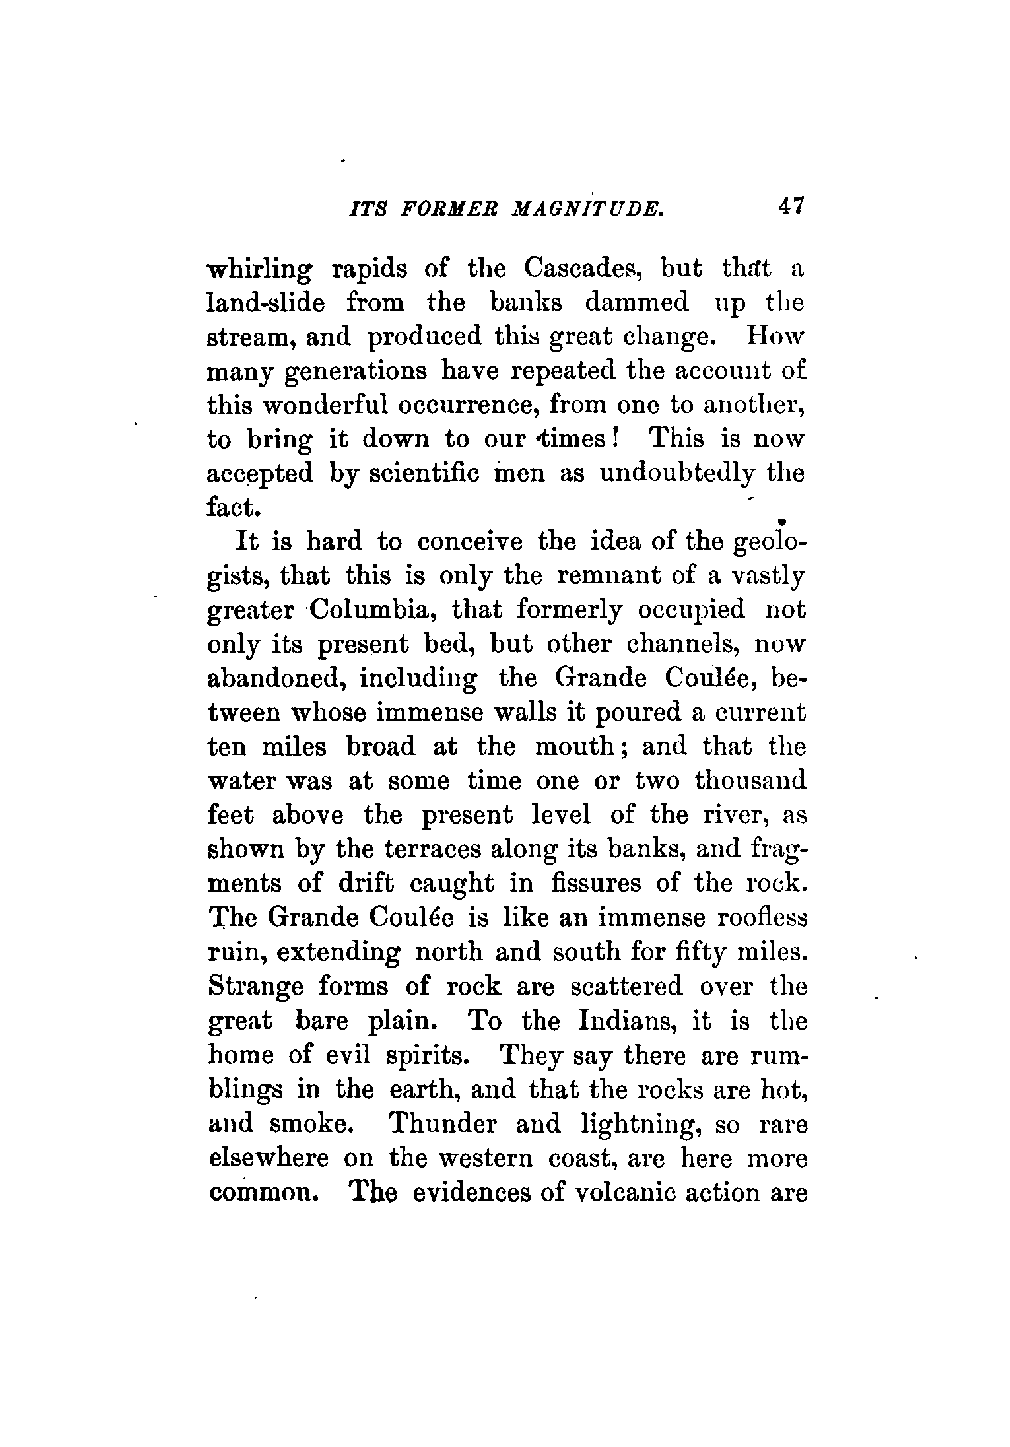 ITS FORMER MAGNITUDE. 47
whirling rapids of the Cascades, but that a
land-slide from the banks dammed up the
stream, and produced this great change. How
many generations have repeated the account of
this wonderful occurrence, from one to another,
to bring it down to our times! This is now
accepted by scientific men as undoubtedly the
fact.
It is hard to conceive the idea of the geolo-
gists, that this is only the remnant of a vastly
greater Columbia, that formerly occupied not
only its present bed, but other channels, now
abandoned, including the Grande Coulée, be-
tween whose immense walls it poured a current
ten miles broad at the mouth; and that the
water was at some time one or two thousand
feet above the present level of the river, as
shown by the terraces along its banks, and frag-
ments of drift caught in fissures of the rock.
The Grande Coulée is like an immense roofless
ruin, extending north and south for fifty miles.
Strange forms of rock are scattered over the
great bare plain. To the Indians, it is the
home of evil spirits. They say there are rum-
blings in the earth, and that the rocks are hot,
and smoke. Thunder and lightning, so rare
elsewhere on the western coast, are here more
common. The evidences of volcanic action are